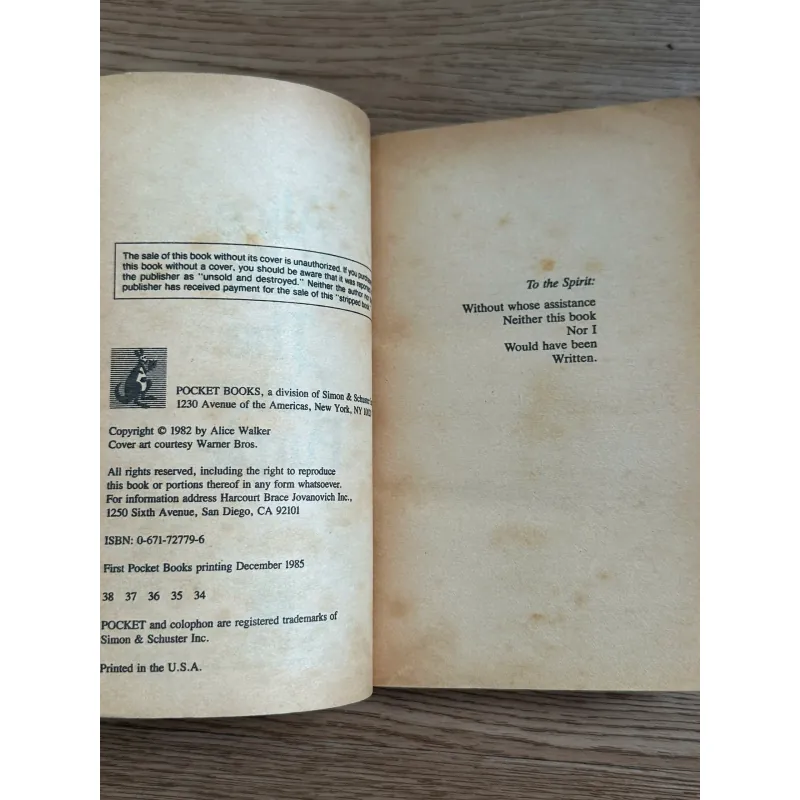 The sale of this book without its cover is unauthorized. If you purchased
this book without a cover, you should be aware that it was reported
the publisher as "unsold and destroyed." Neither the author nor
publisher has received payment for the sale of this "stripped book
POCKET BOOKS, a division of Simon & Schuster
1230 Avenue of the Americas, New York, NY
Copyright © 1982 by Alice Walker
Cover art courtesy Warner Bros.
All rights reserved, including the right to reproduce
this book or portions thereof in any form whatsoever.
For information address Harcourt Brace Jovanovich Inc.,
1250 Sixth Avenue, San Diego, CA 92101
ISBN: 0-671-72779-6
First Pocket Books printing December 1985
38 37 36 35 34
POCKET and colophon are registered trademarks of
Simon & Schuster Inc.
Printed in the U.S.A.
To the Spirit:
Without whose assistance
Neither this book
Nor I
Would have been
Written.